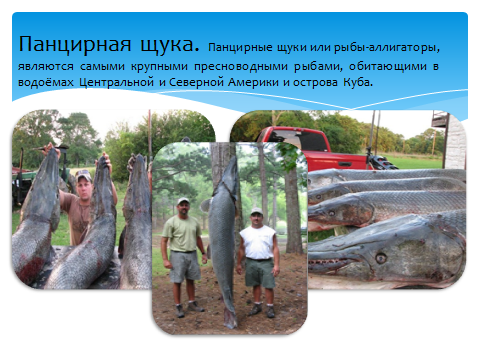 Панцирная щука. Панцирные щуки или рыбы-аллигаторы,
являются самыми крупными пресноводными рыбами, обитающими в
водоёмах Центральной и Северной Америки и острова Куба.